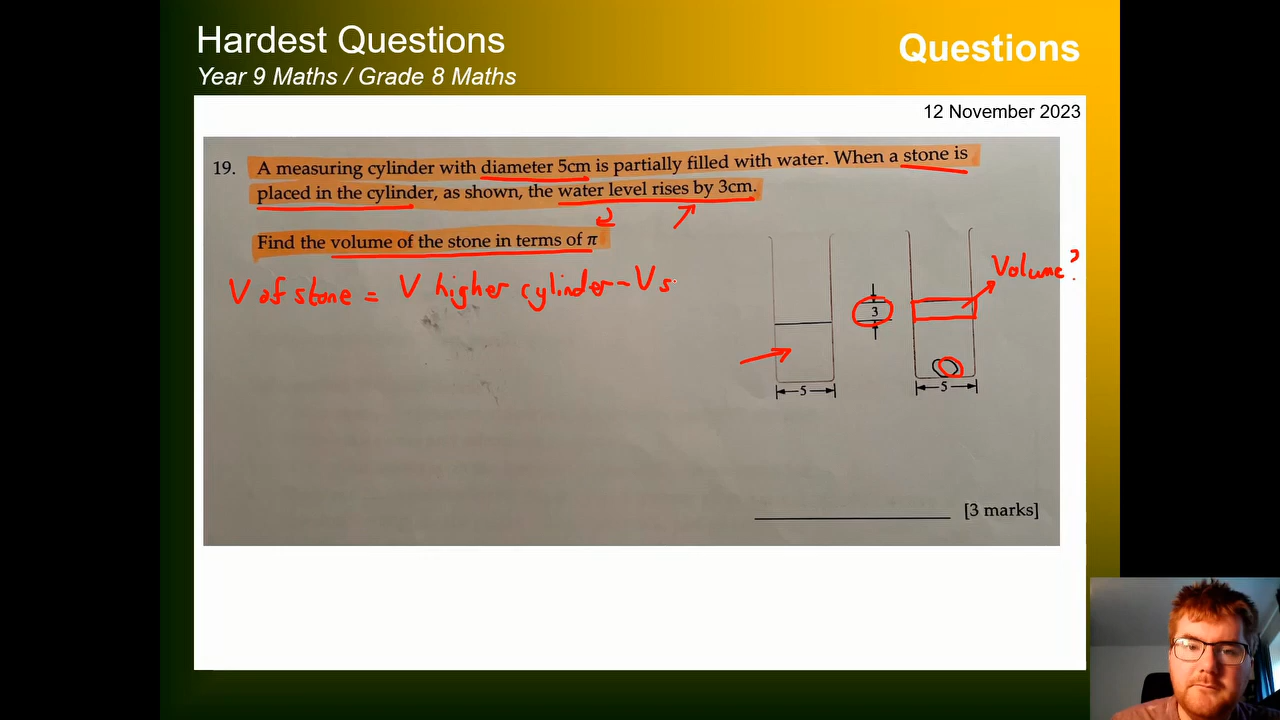 Hardest Questions
Year 9 Maths / Grade 8 Maths
Questions
12 November 2023
19. A measuring cylinder with diameter 5cm is partially filled with water. When a stone is
placed in the cylinder, as shown, the water level rises by 3cm.
Find the volume of the stone in terms of π
V of stone = V higher cylinder - V s
Volume?
3
5
5
[3 marks]